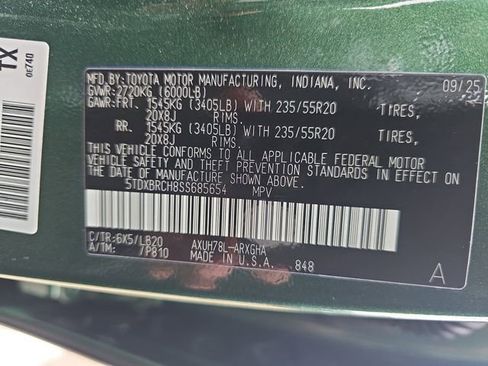 TX
0E740
MFD.BY:TOYOTA MOTOR MANUFACTURING, INDIANA, INC. 09/25
GVWR:2720KG (6000LB)
GAWR:FRT. 1545KG (3405LB) WITH 235/55R20 TIRES,
20X8J RIMS.
RR. 1545KG (3405LB) WITH 235/55R20 TIRES,
20X8J RIMS.
THIS VEHICLE CONFORMS TO ALL APPLICABLE FEDERAL MOTOR
VEHICLE SAFETY, BUMPER, AND THEFT PREVENTION STANDARDS IN EFFECT ON
THE DATE OF MANUFACTURE SHOWN ABOVE.
5TDXBRCH8SS685654 MPV
C/TR:6X5/LB20 AXUH78L-ARXGHA
A/TM: 7PB10 MADE IN U.S.A. 848
A